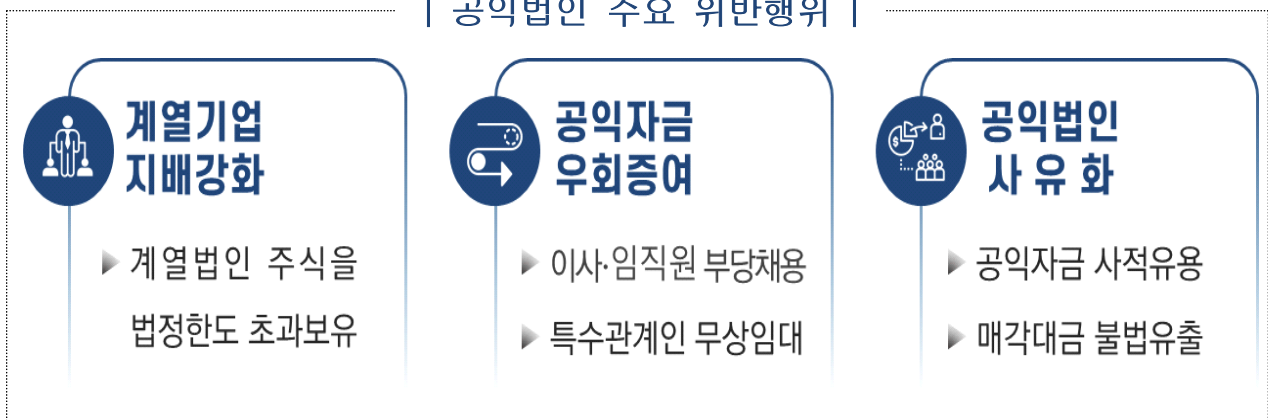 | 공익법인 주요 위반행위 |
계열기업
지배강화
▶ 계열법인 주식을
법정한도 초과보유
공익자금
우회증여
▶ 이사·임직원 부당채용
▶ 특수관계인 무상임대
공익법인
사 유 화
▶ 공익자금 사적유용
▶ 매각대금 불법유출